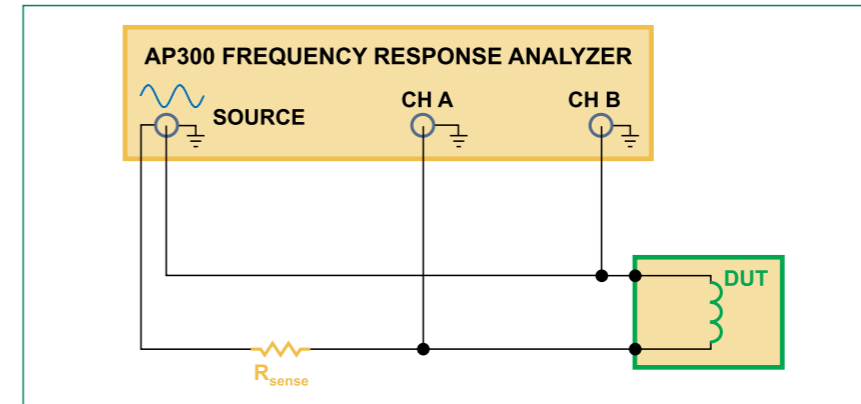 AP300 FREQUENCY RESPONSE ANALYZER
SOURCE
CH A
CH B
DUT
Rsense